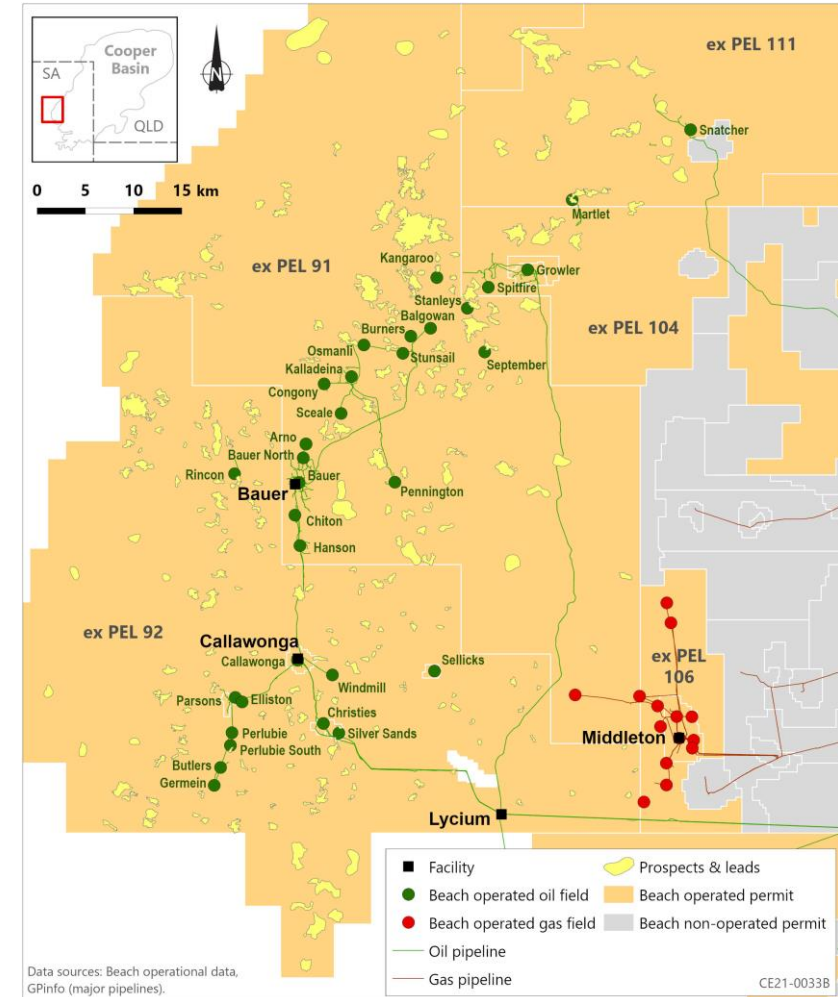 Cooper
Basin
SA
QLD
N
0 5 10 15 km
ex PEL 111
Snatcher
Martlet
ex PEL 91
Kangaroo
Growler
Spitfire
Stanleys
Balgowan
ex PEL 104
Burners
Osmanli
Stunsail
September
Kalladeina
Congony
Sceale
Arno
Bauer North
Rincon
Bauer
Bauer
Pennington
Chiton
Hanson
ex PEL 92
Callawonga
Callawonga
Sellicks
ex PEL
106
Windmill
Parsons
Elliston
Christies
Perlubie
Silver Sands
Middleton
Perlubie South
Butlers
Germein
Lycium
Facility
Prospects & leads
Beach operated oil field
Beach operated permit
Beach operated gas field
Beach non-operated permit
Oil pipeline
Gas pipeline
Data sources: Beach operational data,
GPinfo (major pipelines).
CE21-0033B